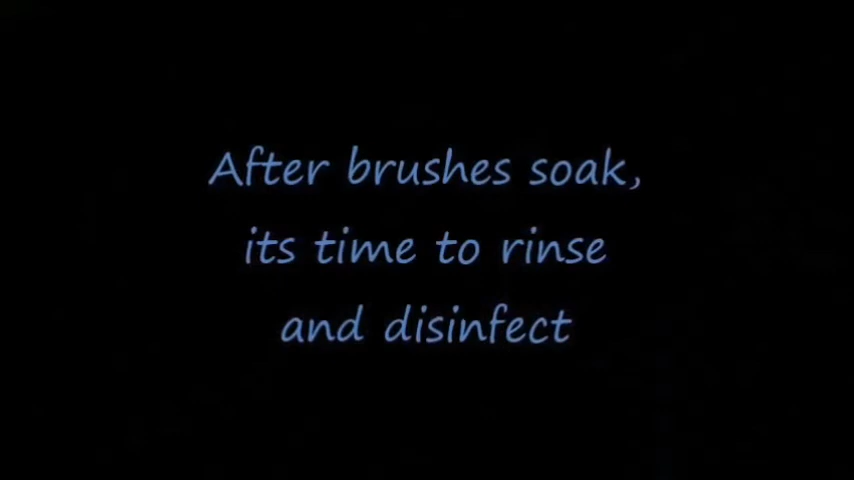 After brushes soak,
its time to rinse
and disinfect